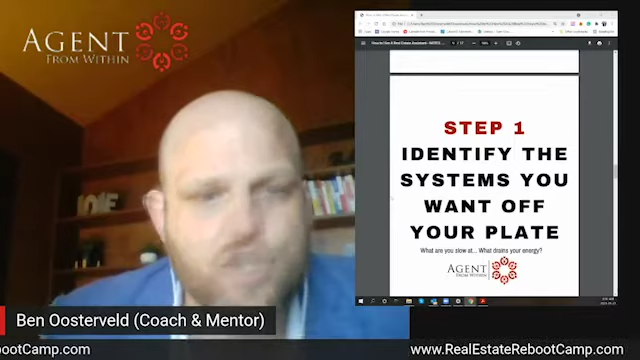 AGENT
FROM WITHIN
STEP 1
IDENTIFY THE
SYSTEMS YOU
WANT OFF
YOUR PLATE
What are you slow at... What drains your energy?
AGENT
FROM WITHIN
Ben Oosterveld (Coach & Mentor)
ootCamp.com
www.RealEstateRebootCamp.com